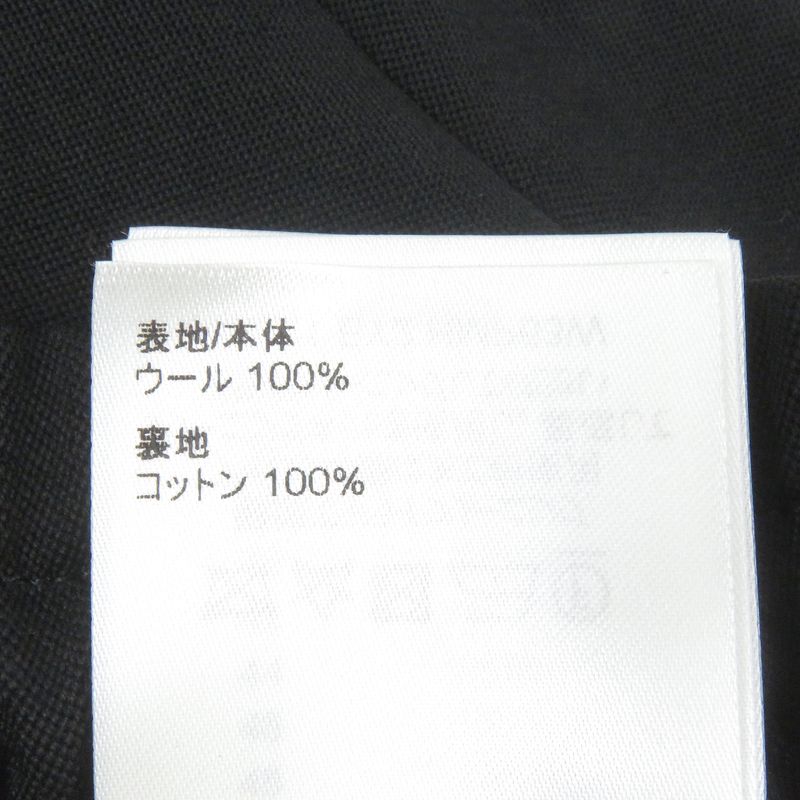 表地/本体
ウール 100%
裏地
コットン 100%